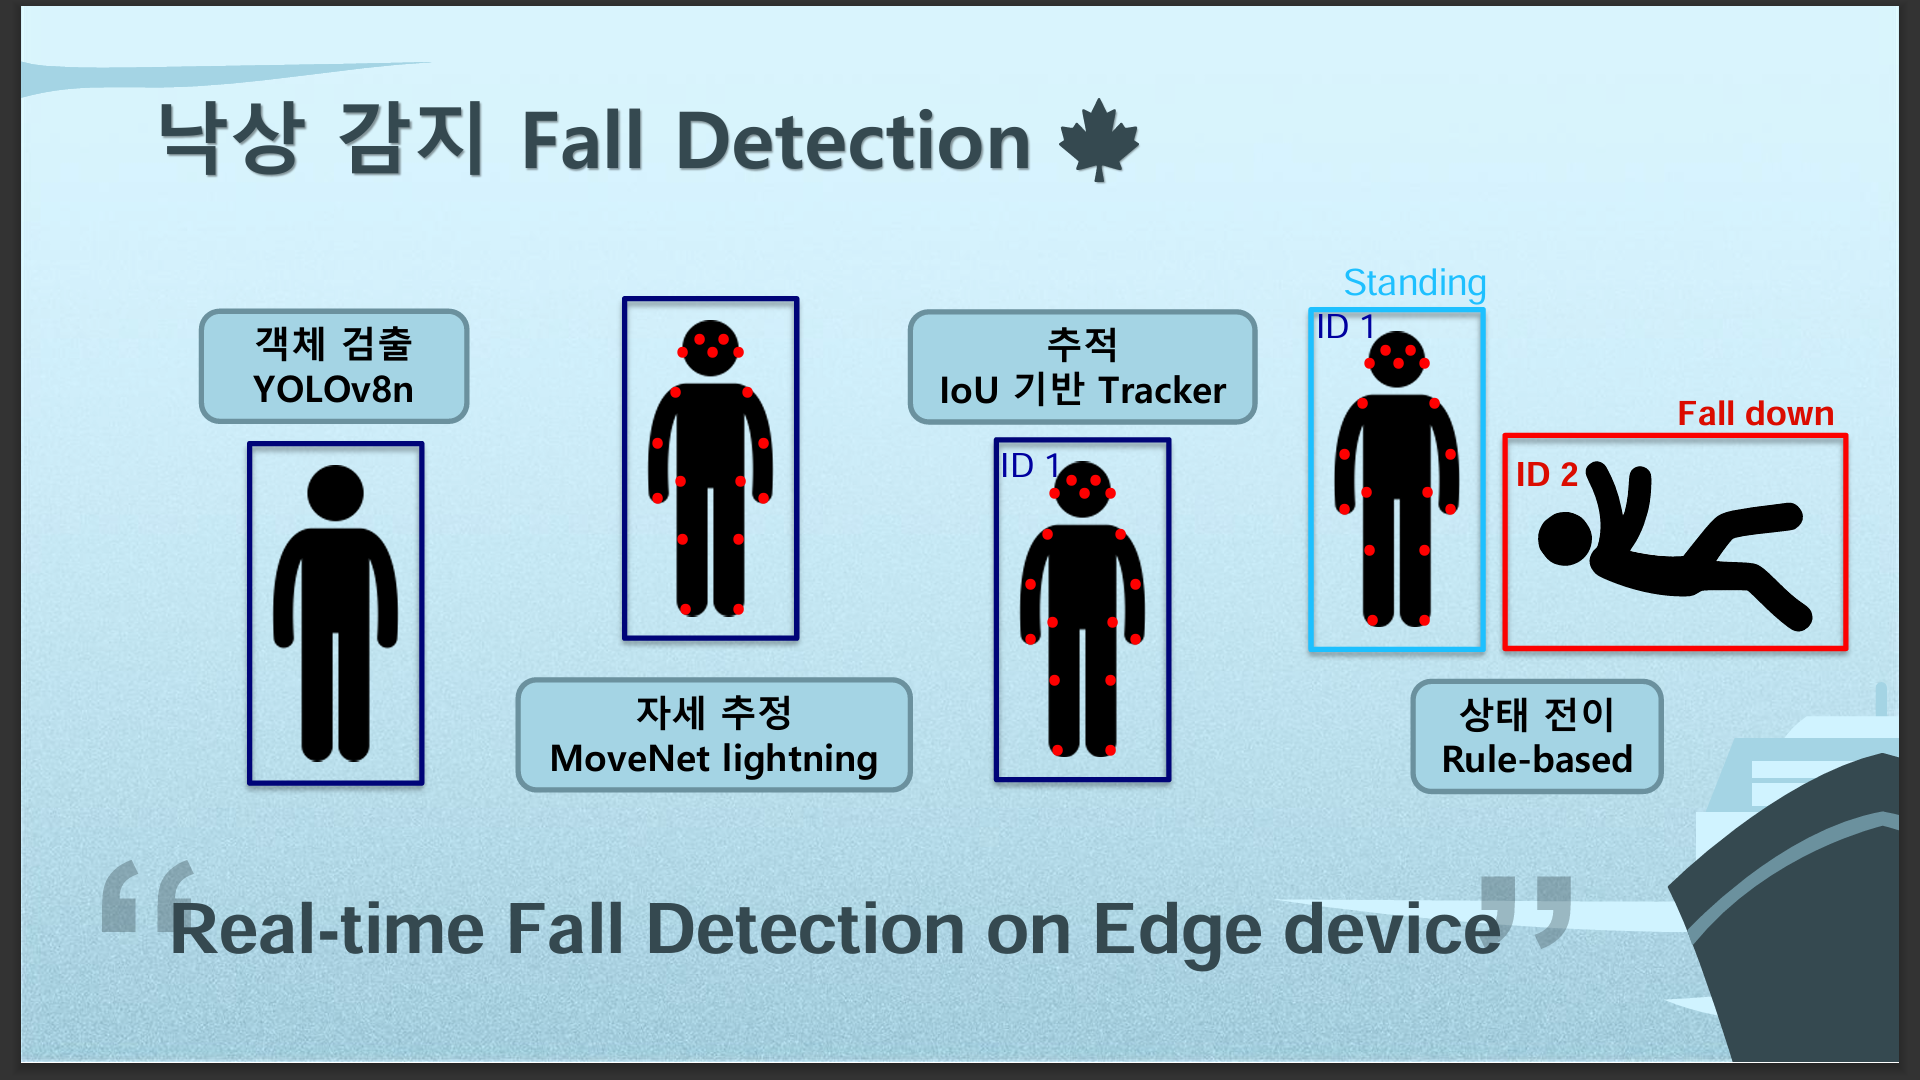 낙상 감지 Fall Detection
객체 검출
YOLOv8n
자세 추정
MoveNet lightning
추적
IoU 기반 Tracker
ID 1
Standing
ID 1
Fall down
ID 2
상태 전이
Rule-based
“Real-time Fall Detection on Edge device”